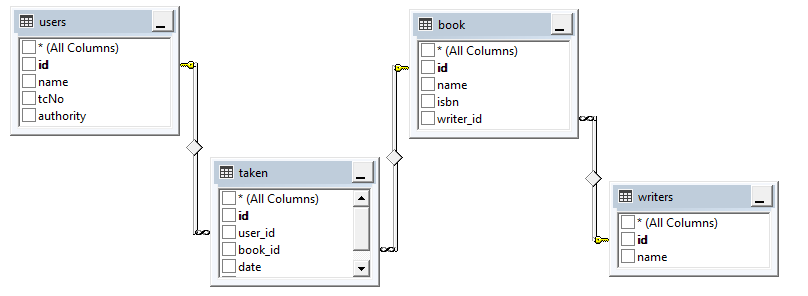 users
* (All Columns)
id
name
tcNo
authority
book
* (All Columns)
id
name
isbn
writer_id
taken
* (All Columns)
id
user_id
book_id
date
writers
* (All Columns)
id
name